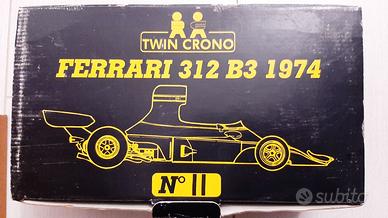 TWIN CRONO
FERRARI 312 B3 1974
N° 11
subito